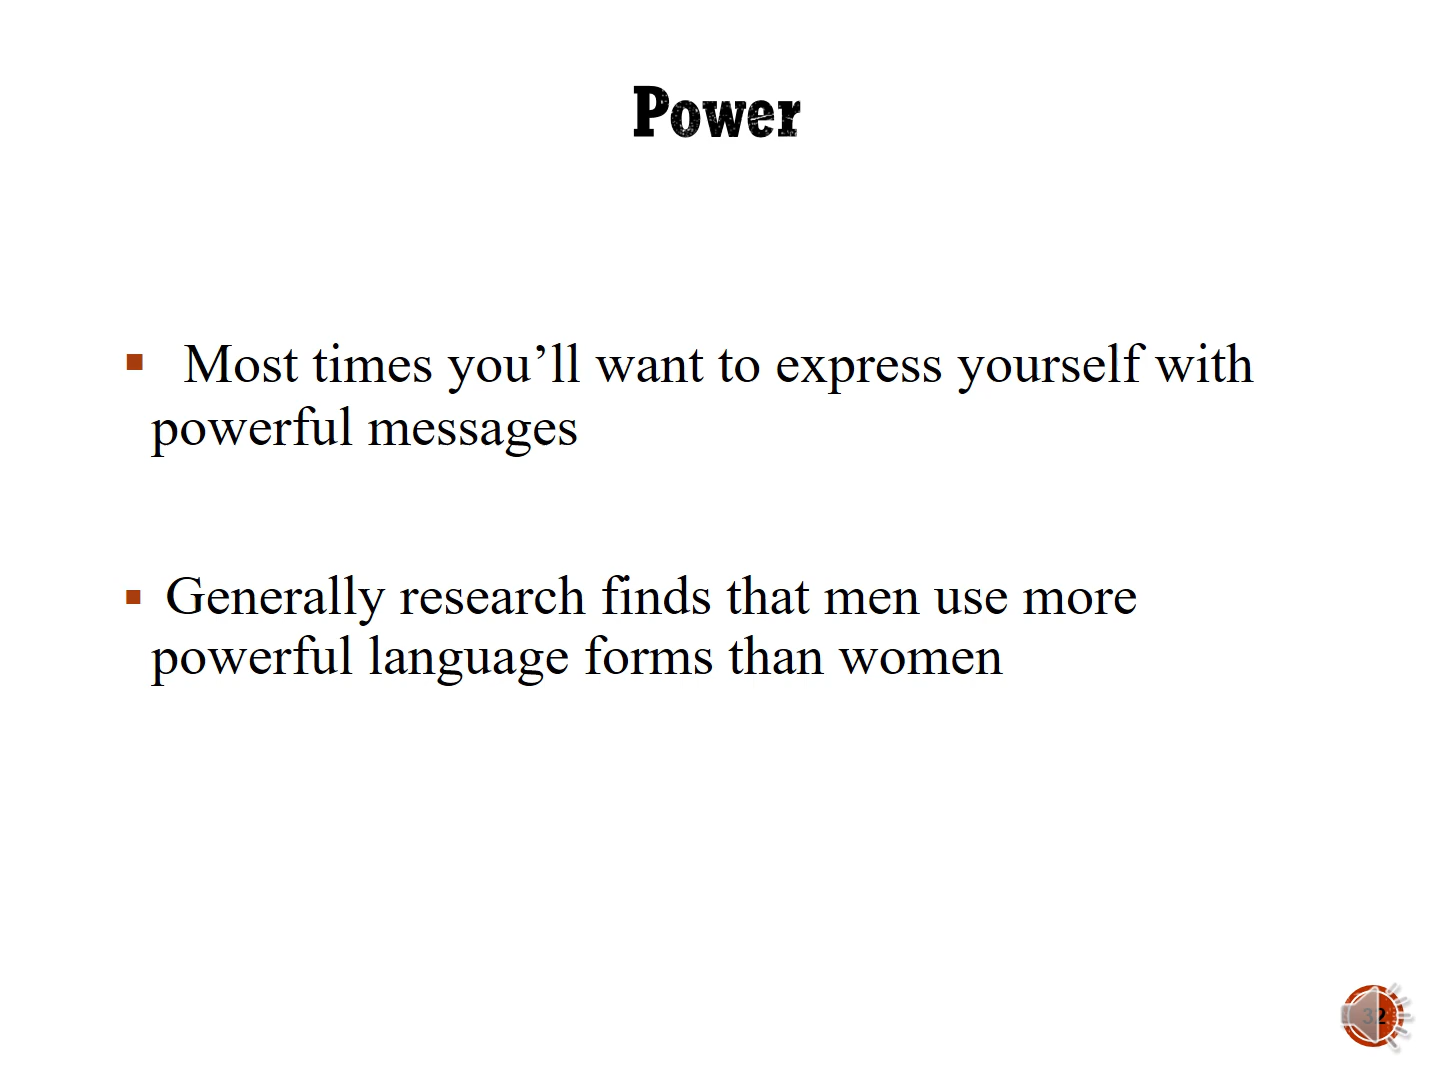 Power
▪ Most times you’ll want to express yourself with
powerful messages
▪ Generally research finds that men use more
powerful language forms than women
32